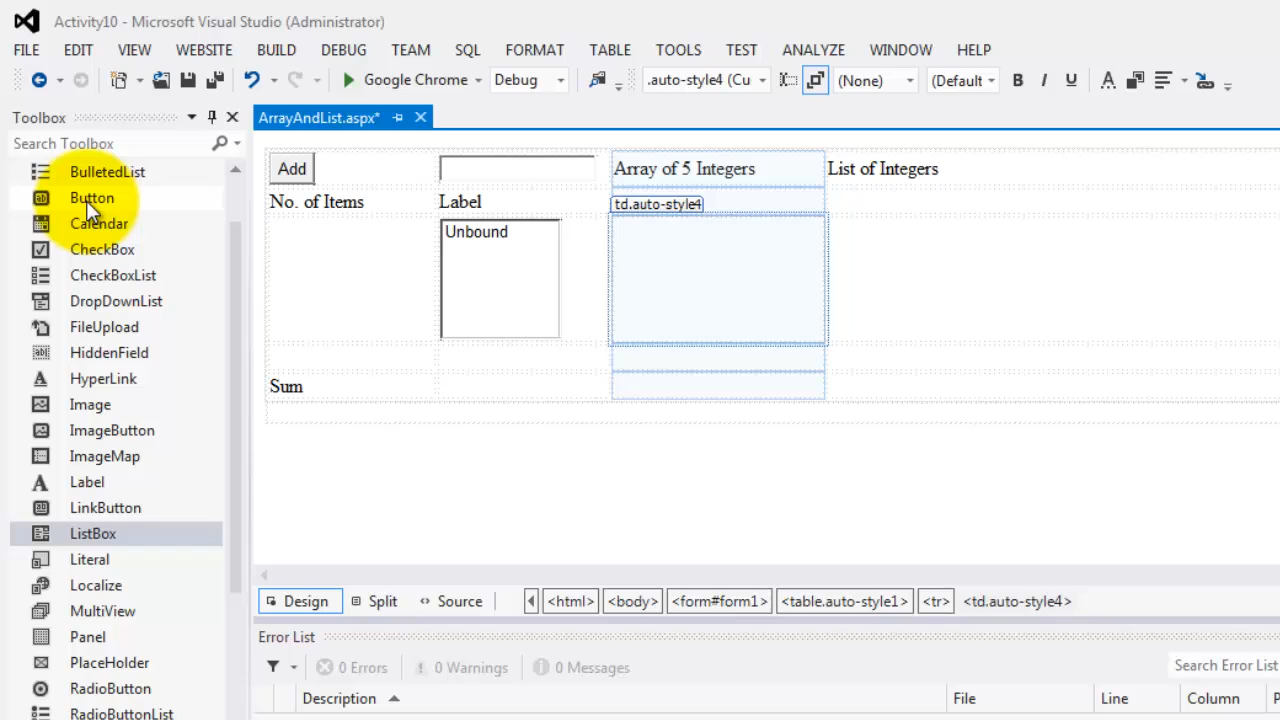 Activity10 - Microsoft Visual Studio (Administrator)
FILE EDIT VIEW WEBSITE BUILD DEBUG TEAM SQL FORMAT TABLE TOOLS TEST ANALYZE WINDOW HELP
Google Chrome Debug .auto-style4 (Cu (None) (Default B I U A
Toolbox
ArrayAndList.aspx*
Search Toolbox
BulletedList
Button
Calendar
CheckBox
CheckBoxList
DropDownList
FileUpload
HiddenField
HyperLink
Image
ImageButton
ImageMap
Label
LinkButton
ListBox
Literal
Localize
MultiView
Panel
PlaceHolder
RadioButton
RadioButtonList
Add Array of 5 Integers List of Integers
No. of Items Label td.auto-style4
Unbound
Sum
Design Split Source <html> <body> <form#form1> <table.auto-style1> <tr> <td.auto-style4>
Error List
0 Errors 0 Warnings 0 Messages Search Error List
Description File Line Column P